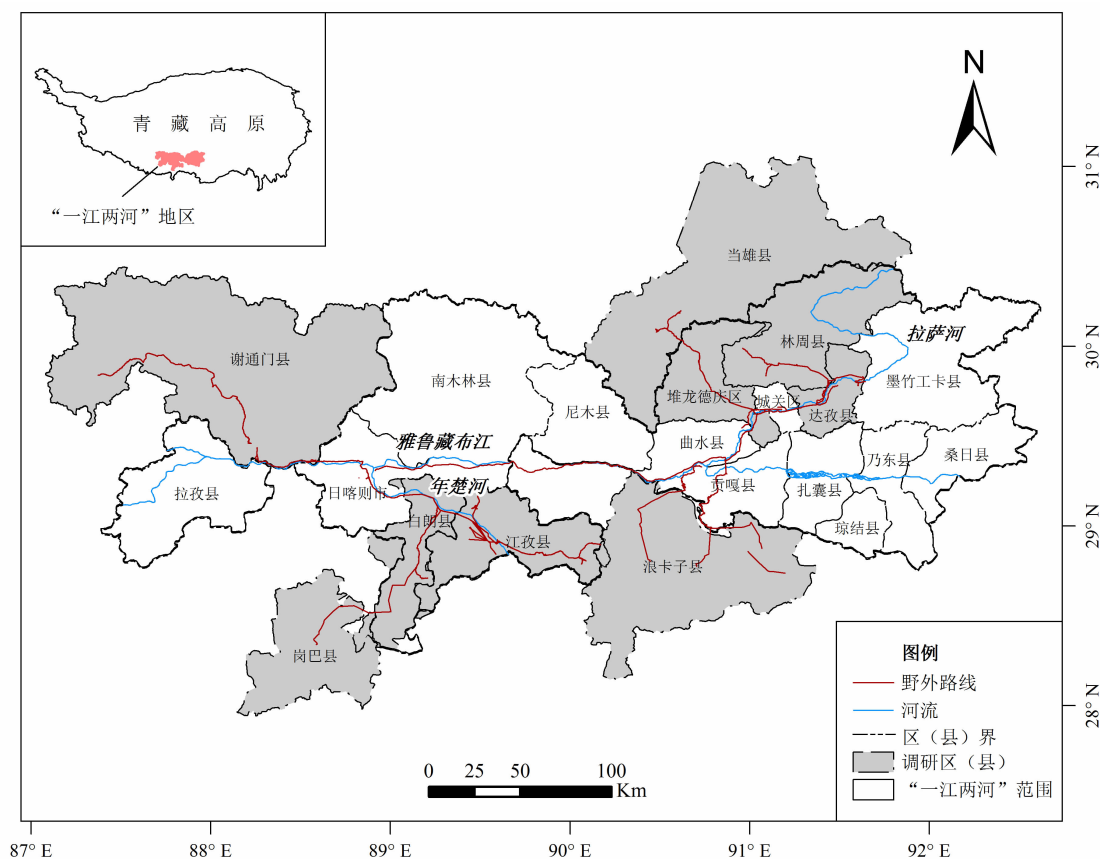 青藏高原
“一江两河”地区
N
31° N
30° N
29° N
28° N
当雄县
林周县
拉萨河
谢通门县
南木林县
墨竹工卡县
堆龙德庆区
城关区
达孜县
尼木县
曲水县
雅鲁藏布江
乃东县
桑日县
拉孜县
日喀则市
年楚河
贡嘎县
扎囊县
白朗县
江孜县
琼结县
浪卡子县
岗巴县
图例
野外路线
河流
区（县）界
调研区（县）
“一江两河”范围
0 25 50 100
Km
87° E 88° E 89° E 90° E 91° E 92° E